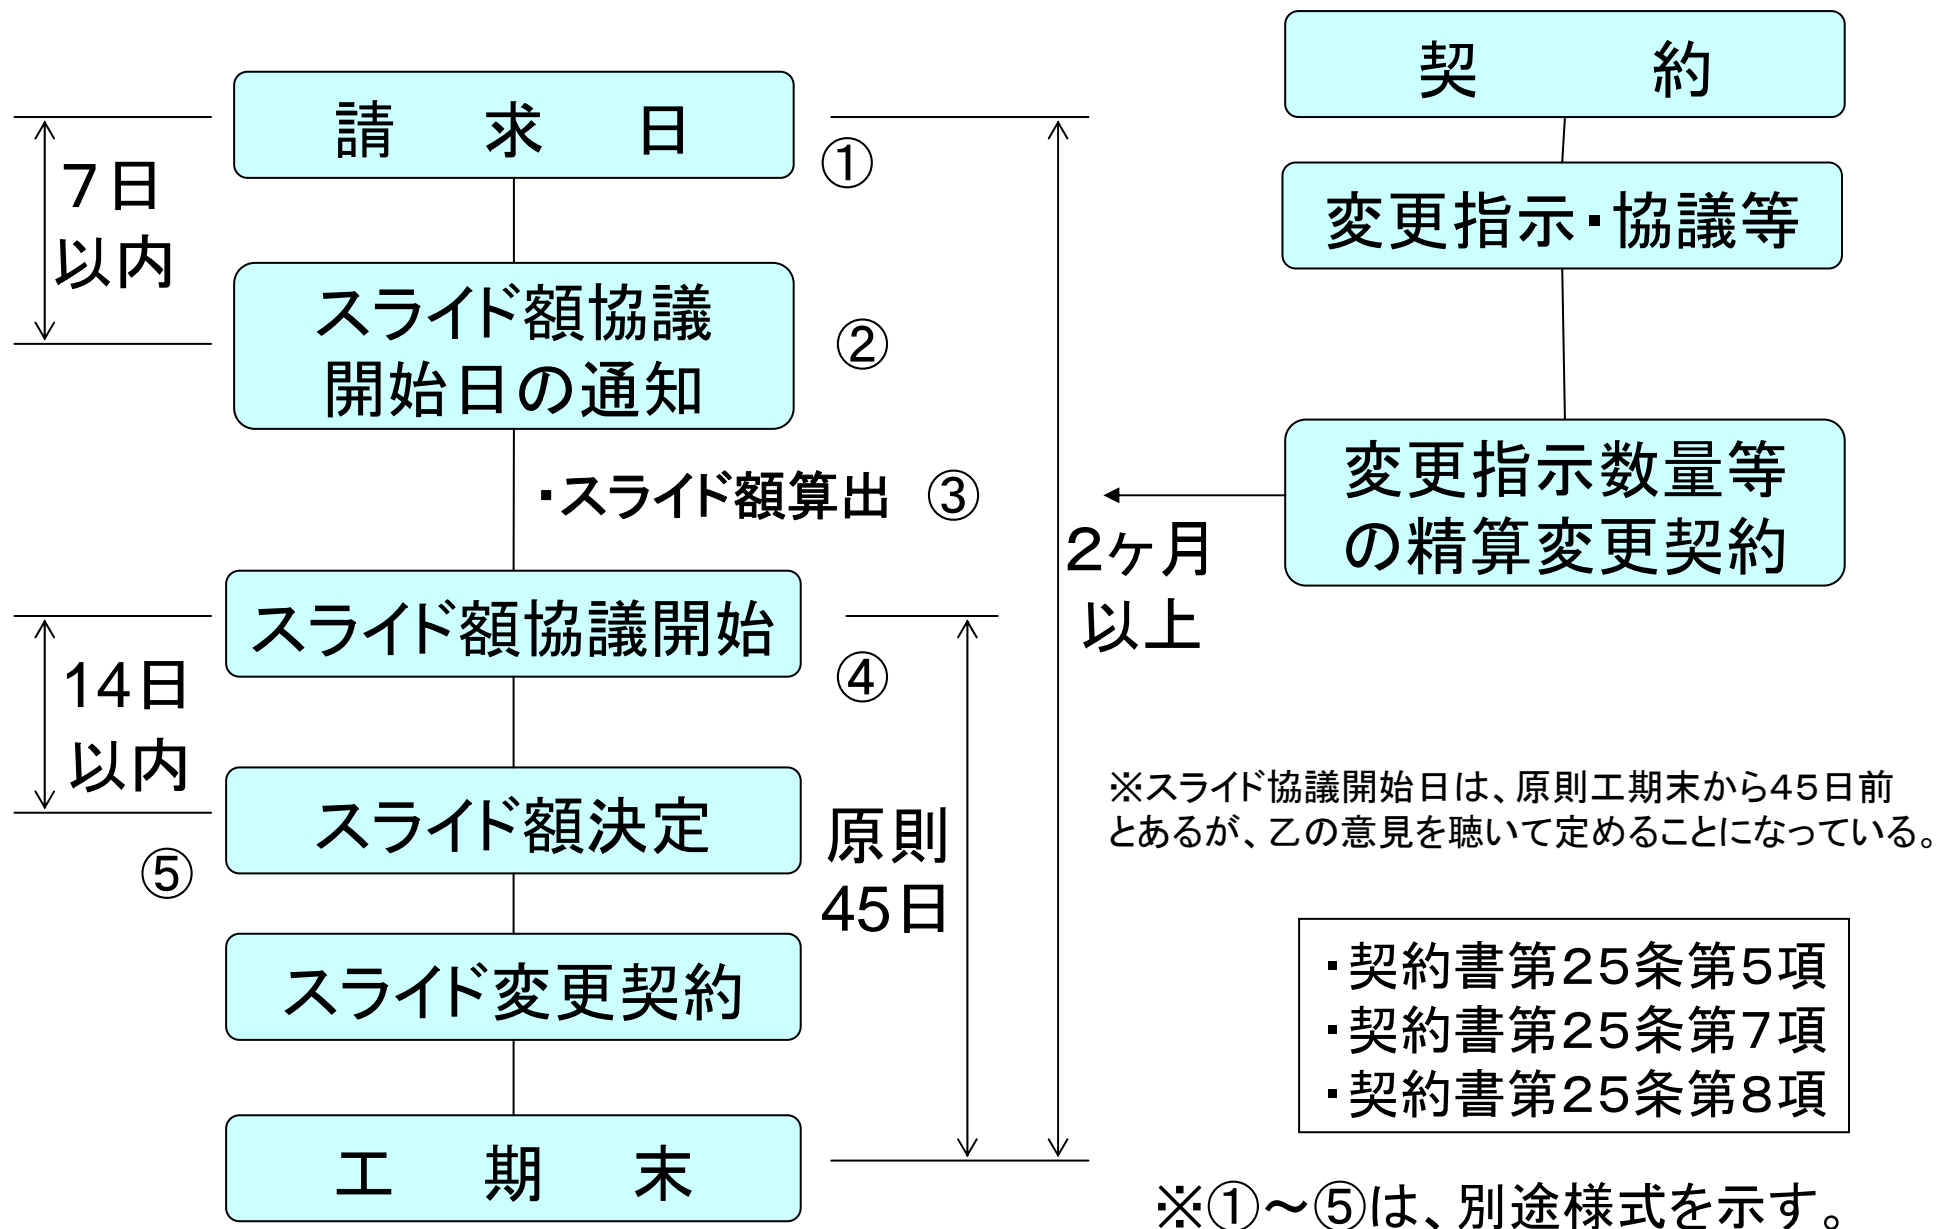 請　求　日
①
7日
以内
スライド額協議
開始日の通知
②
・スライド額算出　③
スライド額協議開始
④
14日
以内
スライド額決定
⑤
原則
45日
スライド変更契約
工　期　末
2ヶ月
以上
契　　約
変更指示・協議等
変更指示数量等
の精算変更契約
※スライド協議開始日は、原則工期末から４５日前
とあるが、乙の意見を聴いて定めることになっている。
・契約書第２５条第５項
・契約書第２５条第７項
・契約書第２５条第８項
※①～⑤は、別途様式を示す。